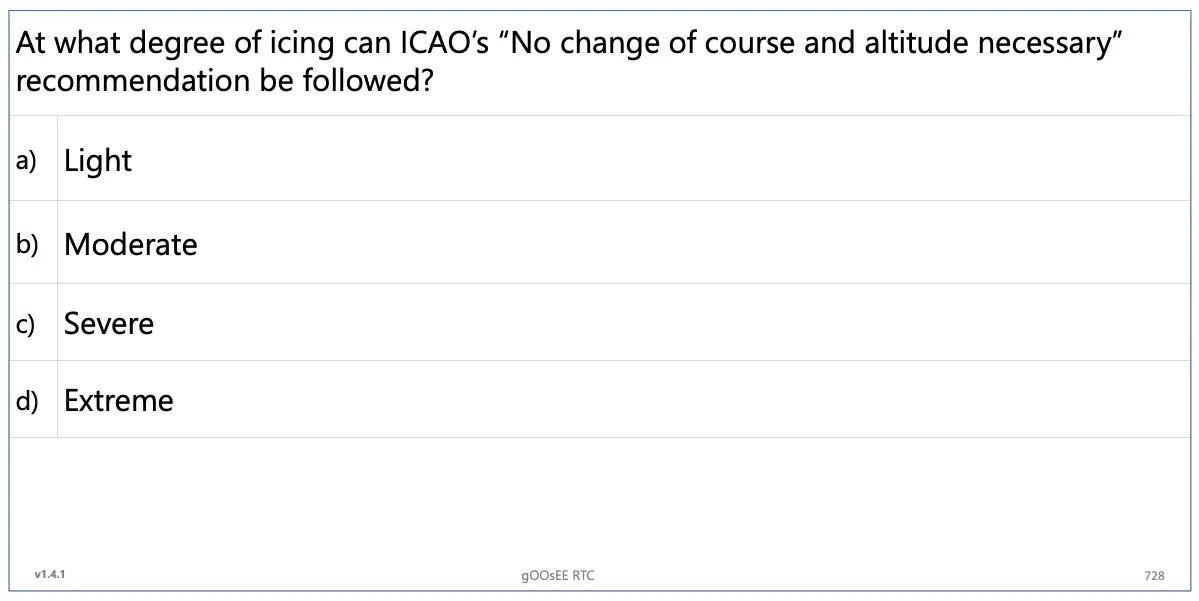 At what degree of icing can ICAO’s “No change of course and altitude necessary”
recommendation be followed?
a) Light
b) Moderate
c) Severe
d) Extreme
v1.4.1 gOOsEE RTC 728